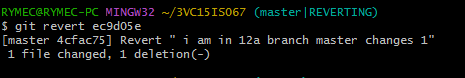 RYMEC@RYMEC-PC MINGW32 ~/3VC15IS067 (master|REVERTING)
$ git revert ec9d05e
[master 4cfac75] Revert " i am in 12a branch master changes 1"
1 file changed, 1 deletion(-)